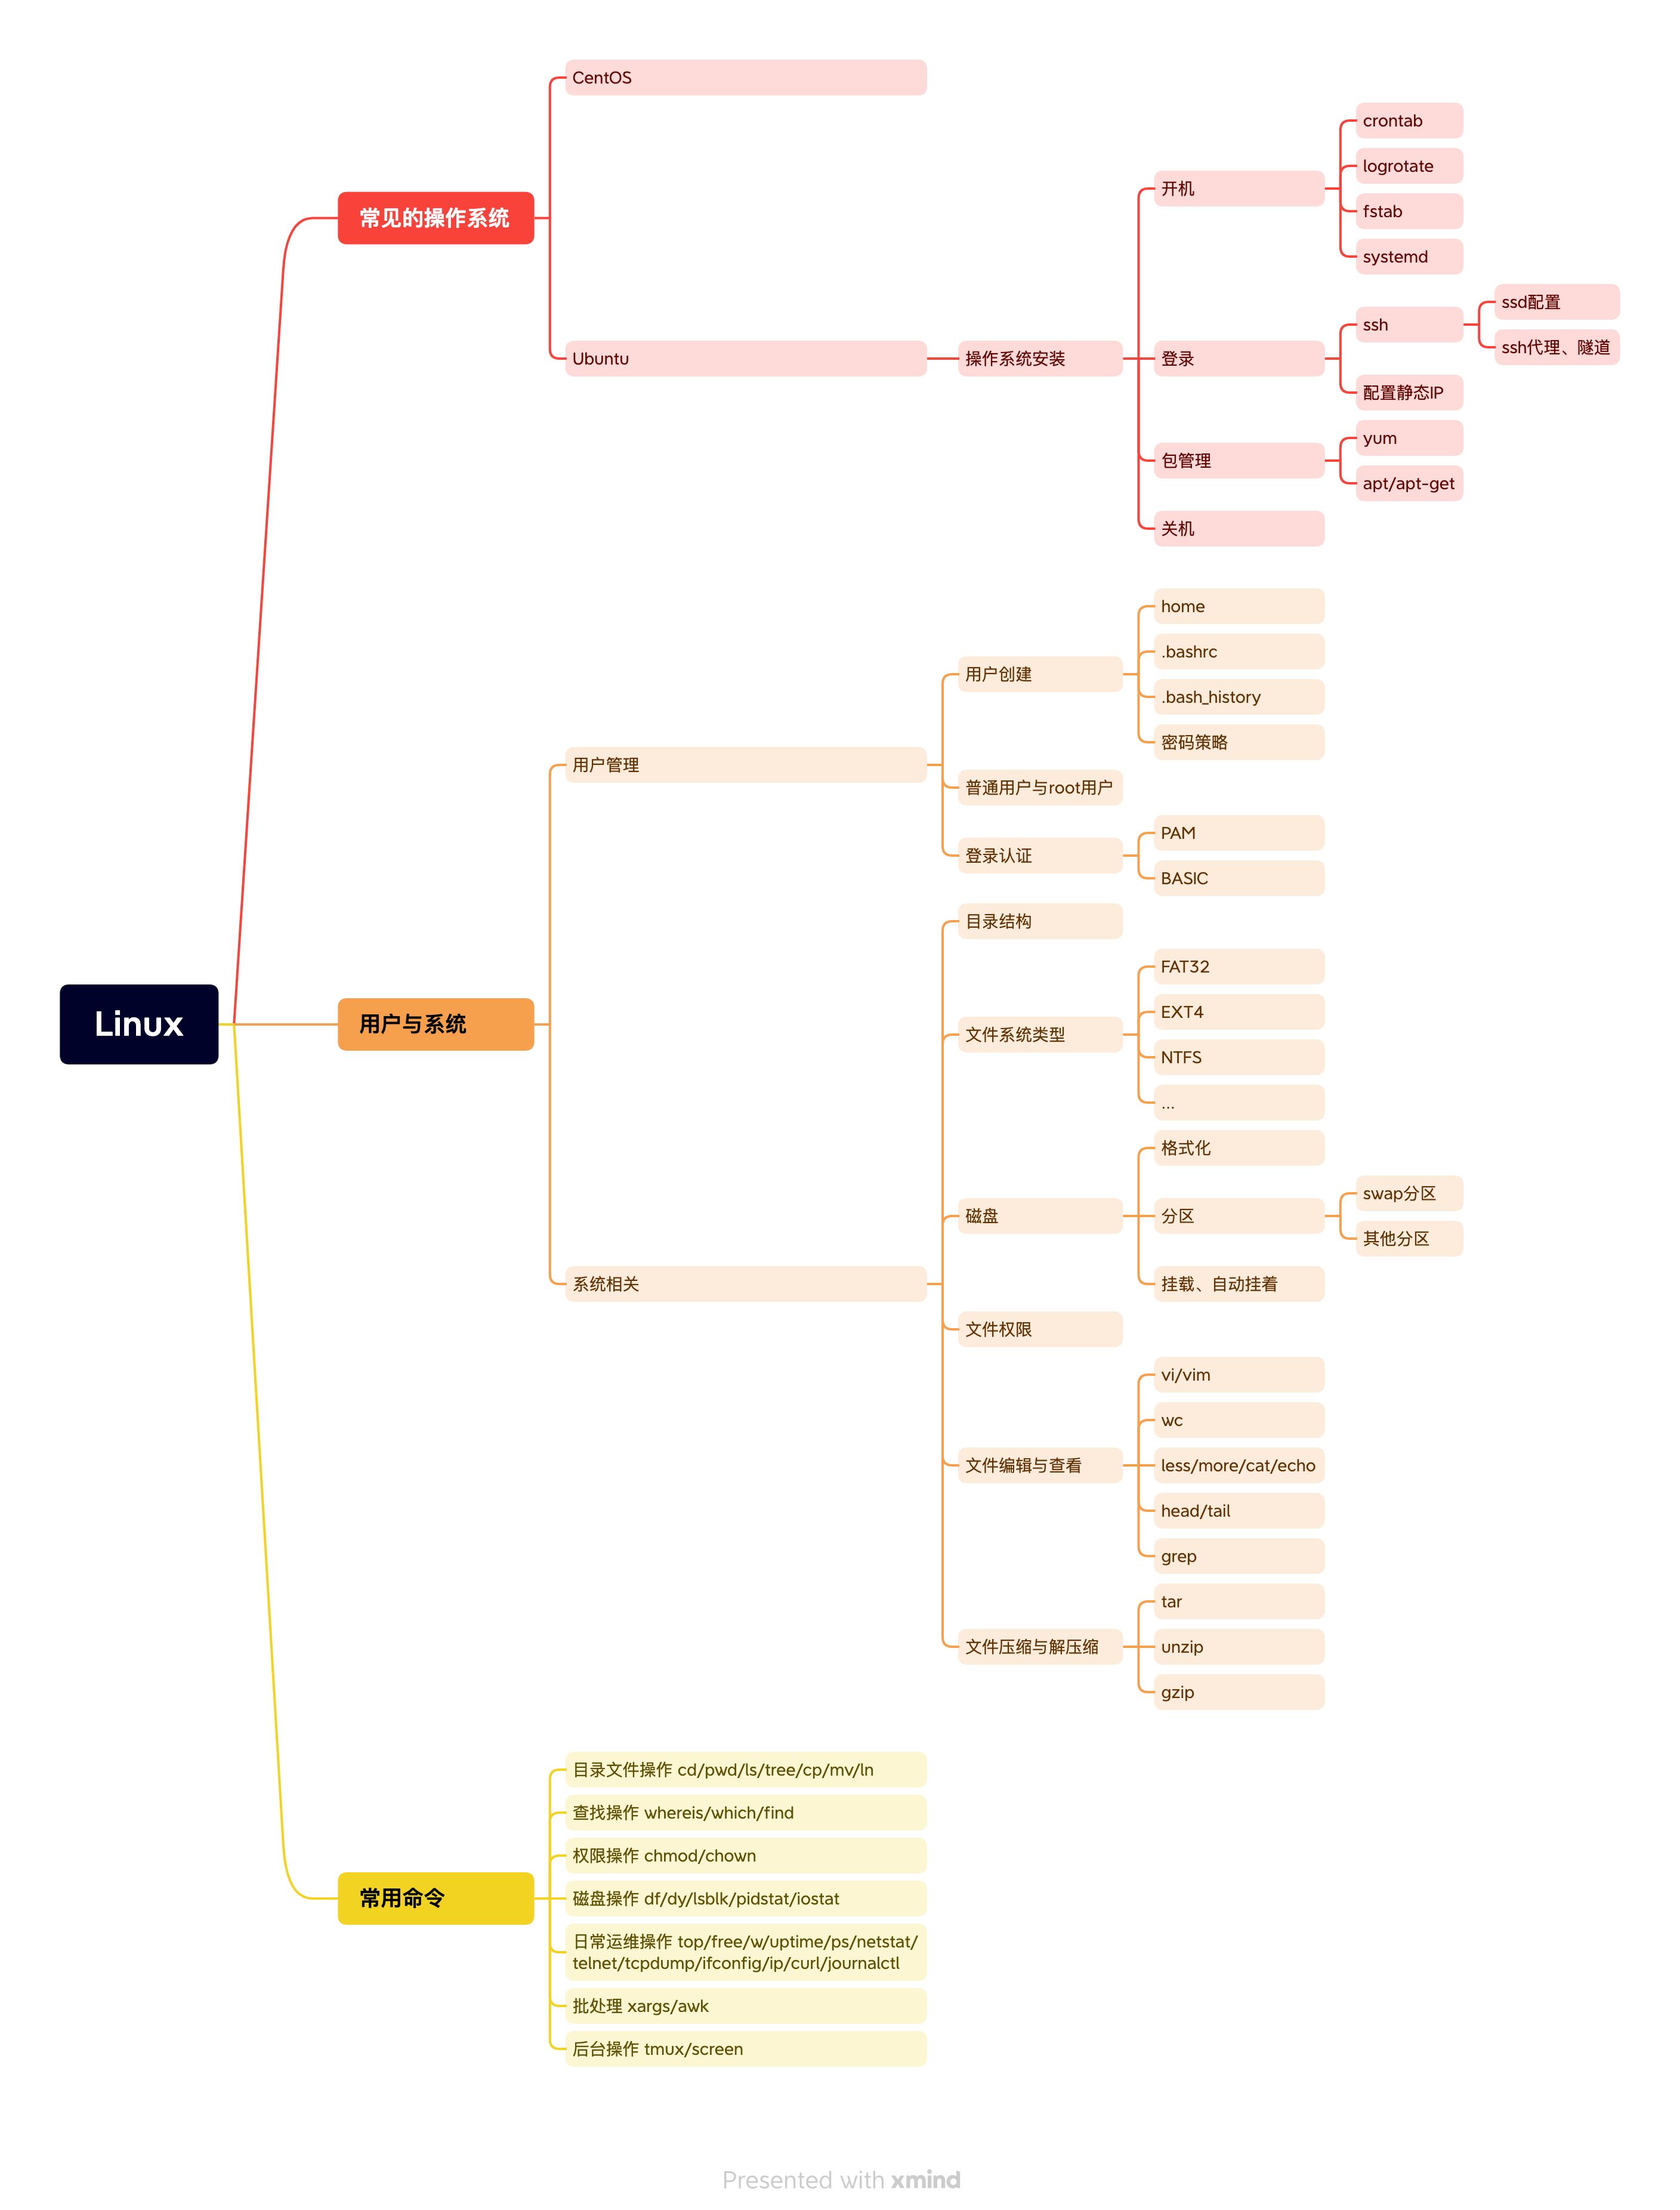 Linux
常见的操作系统
CentOS
Ubuntu
操作系统安装
开机
crontab
logrotate
fstab
systemd
登录
ssh
ssd配置
ssh代理、隧道
配置静态IP
包管理
yum
apt/apt-get
关机
用户与系统
用户管理
用户创建
home
.bashrc
.bash_history
密码策略
普通用户与root用户
登录认证
PAM
BASIC
系统相关
目录结构
文件系统类型
FAT32
EXT4
NTFS
...
磁盘
格式化
分区
swap分区
其他分区
挂载、自动挂着
文件权限
文件编辑与查看
vi/vim
wc
less/more/cat/echo
head/tail
grep
文件压缩与解压缩
tar
unzip
gzip
常用命令
目录文件操作 cd/pwd/ls/tree/cp/mv/ln
查找操作 whereis/which/find
权限操作 chmod/chown
磁盘操作 df/dy/lsblk/pidstat/iostat
日常运维操作 top/free/w/uptime/ps/netstat/
telnet/tcpdump/ifconfig/ip/curl/journalctl
批处理 xargs/awk
后台操作 tmux/screen
Presented with xmind